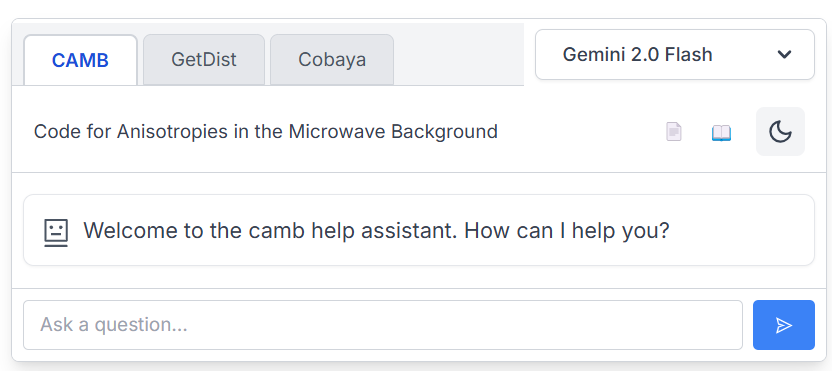 CAMB GetDist Cobaya Gemini 2.0 Flash
Code for Anisotropies in the Microwave Background
Welcome to the camb help assistant. How can I help you?
Ask a question...